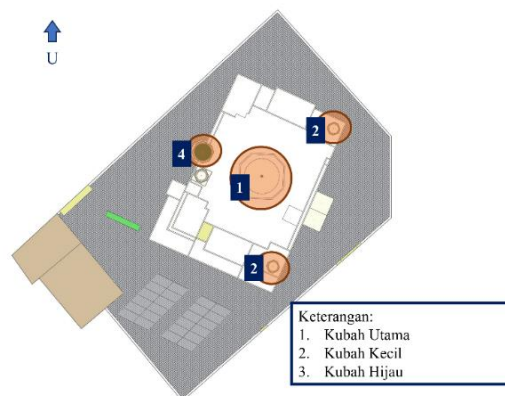 U
2
4
1
2
Keterangan:
1. Kubah Utama
2. Kubah Kecil
3. Kubah Hijau